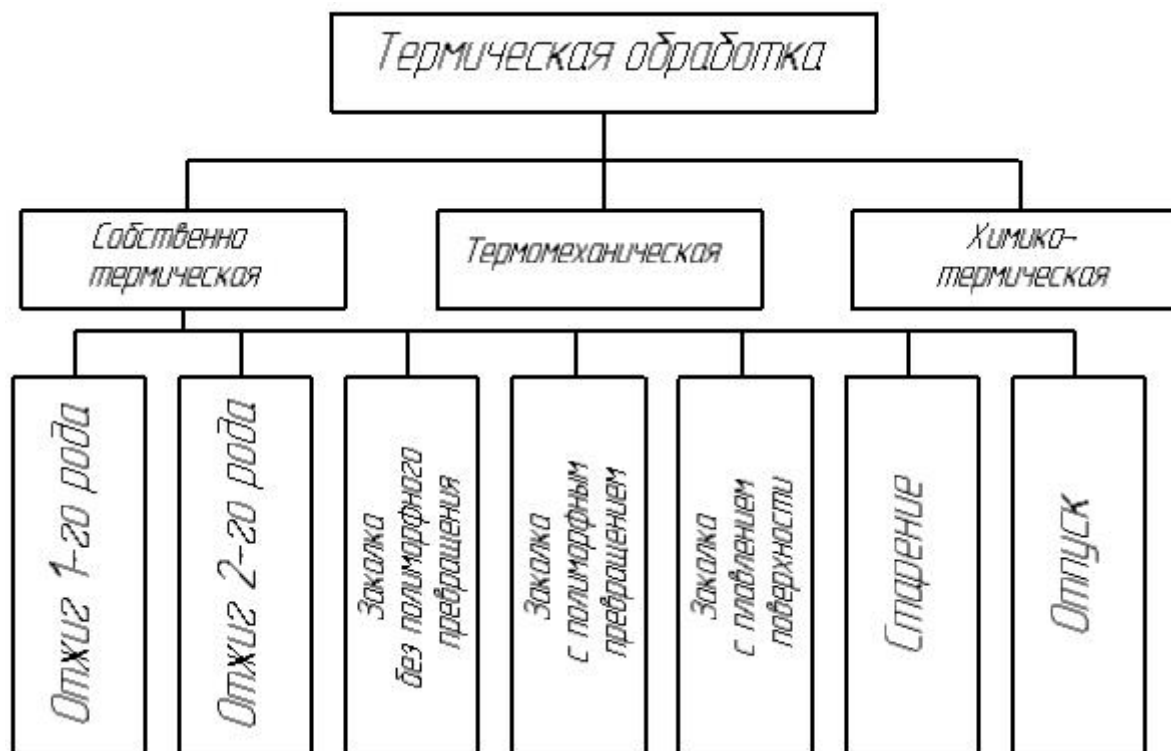 Термическая обработка
Собственно
термическая
Термомеханическая
Химико-
термическая
Отжиг 1-го рода
Отжиг 2-го рода
Закалка
без полиморфного
превращения
Закалка
с полиморфным
превращением
Закалка
с плавлением
поверхности
Старение
Отпуск